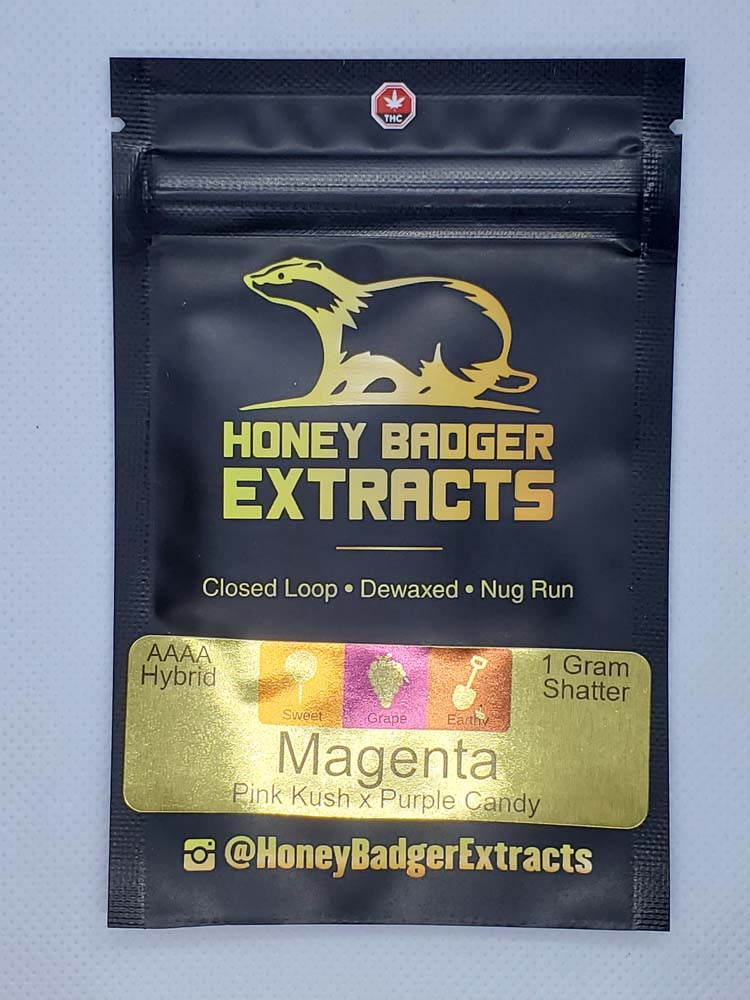 THC
HONEY BADGER
EXTRACTS
Closed Loop • Dewaxed • Nug Run
AAAA
Hybrid
Sweet
Grape
Earthy
1 Gram
Shatter
Magenta
Pink Kush x Purple Candy
@HoneyBadgerExtracts